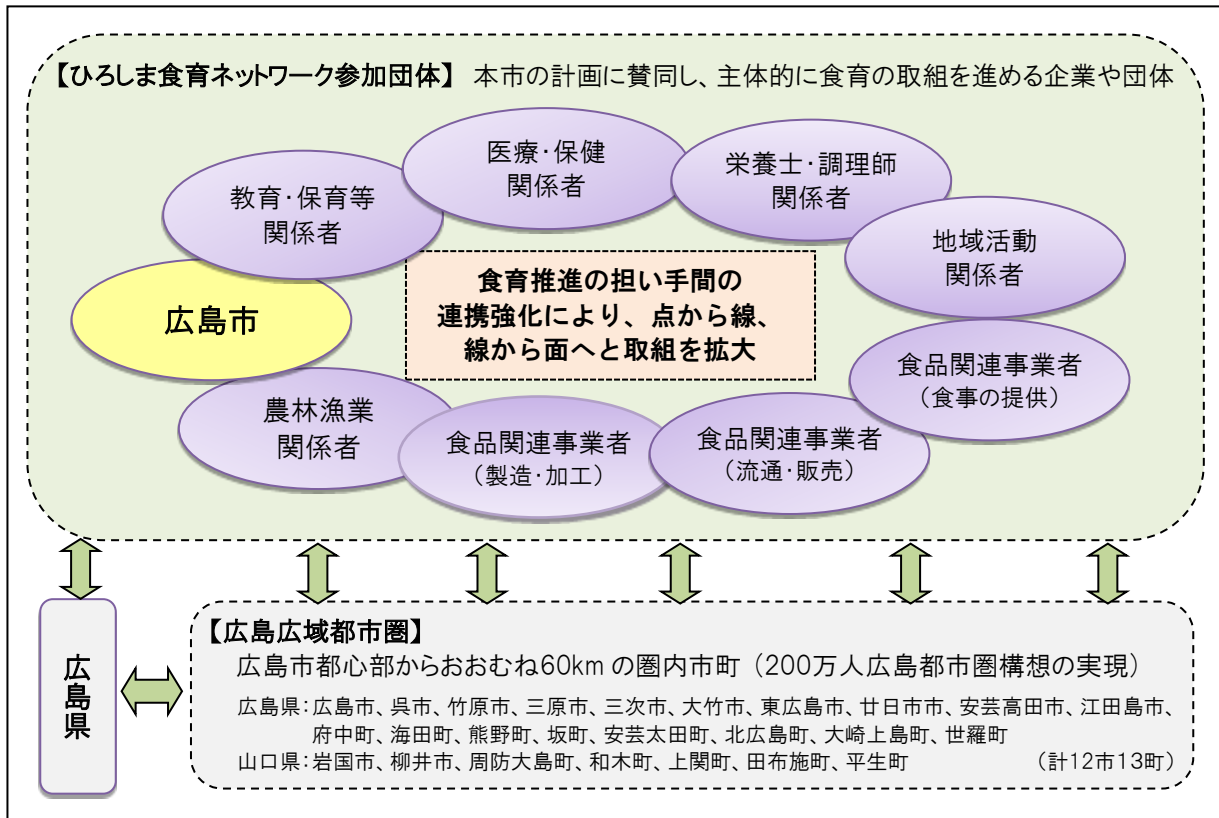 【ひろしま食育ネットワーク参加団体】 本市の計画に賛同し、主体的に食育の取組を進める企業や団体
医療・保健
関係者
栄養士・調理師
関係者
教育・保育等
関係者
地域活動
関係者
食育推進の担い手間の
連携強化により、点から線、
線から面へと取組を拡大
広島市
食品関連事業者
（食事の提供）
農林漁業
関係者
食品関連事業者
（製造・加工）
食品関連事業者
（流通・販売）
広島県
【広島広域都市圏】
広島市都心部からおおむね60kmの圏内市町（200万人広島都市圏構想の実現）
広島県：広島市、呉市、竹原市、三原市、三次市、大竹市、東広島市、廿日市市、安芸高田市、江田島市、
府中町、海田町、熊野町、坂町、安芸太田町、北広島町、大崎上島町、世羅町
山口県：岩国市、柳井市、周防大島町、和木町、上関町、田布施町、平生町 （計12市13町）